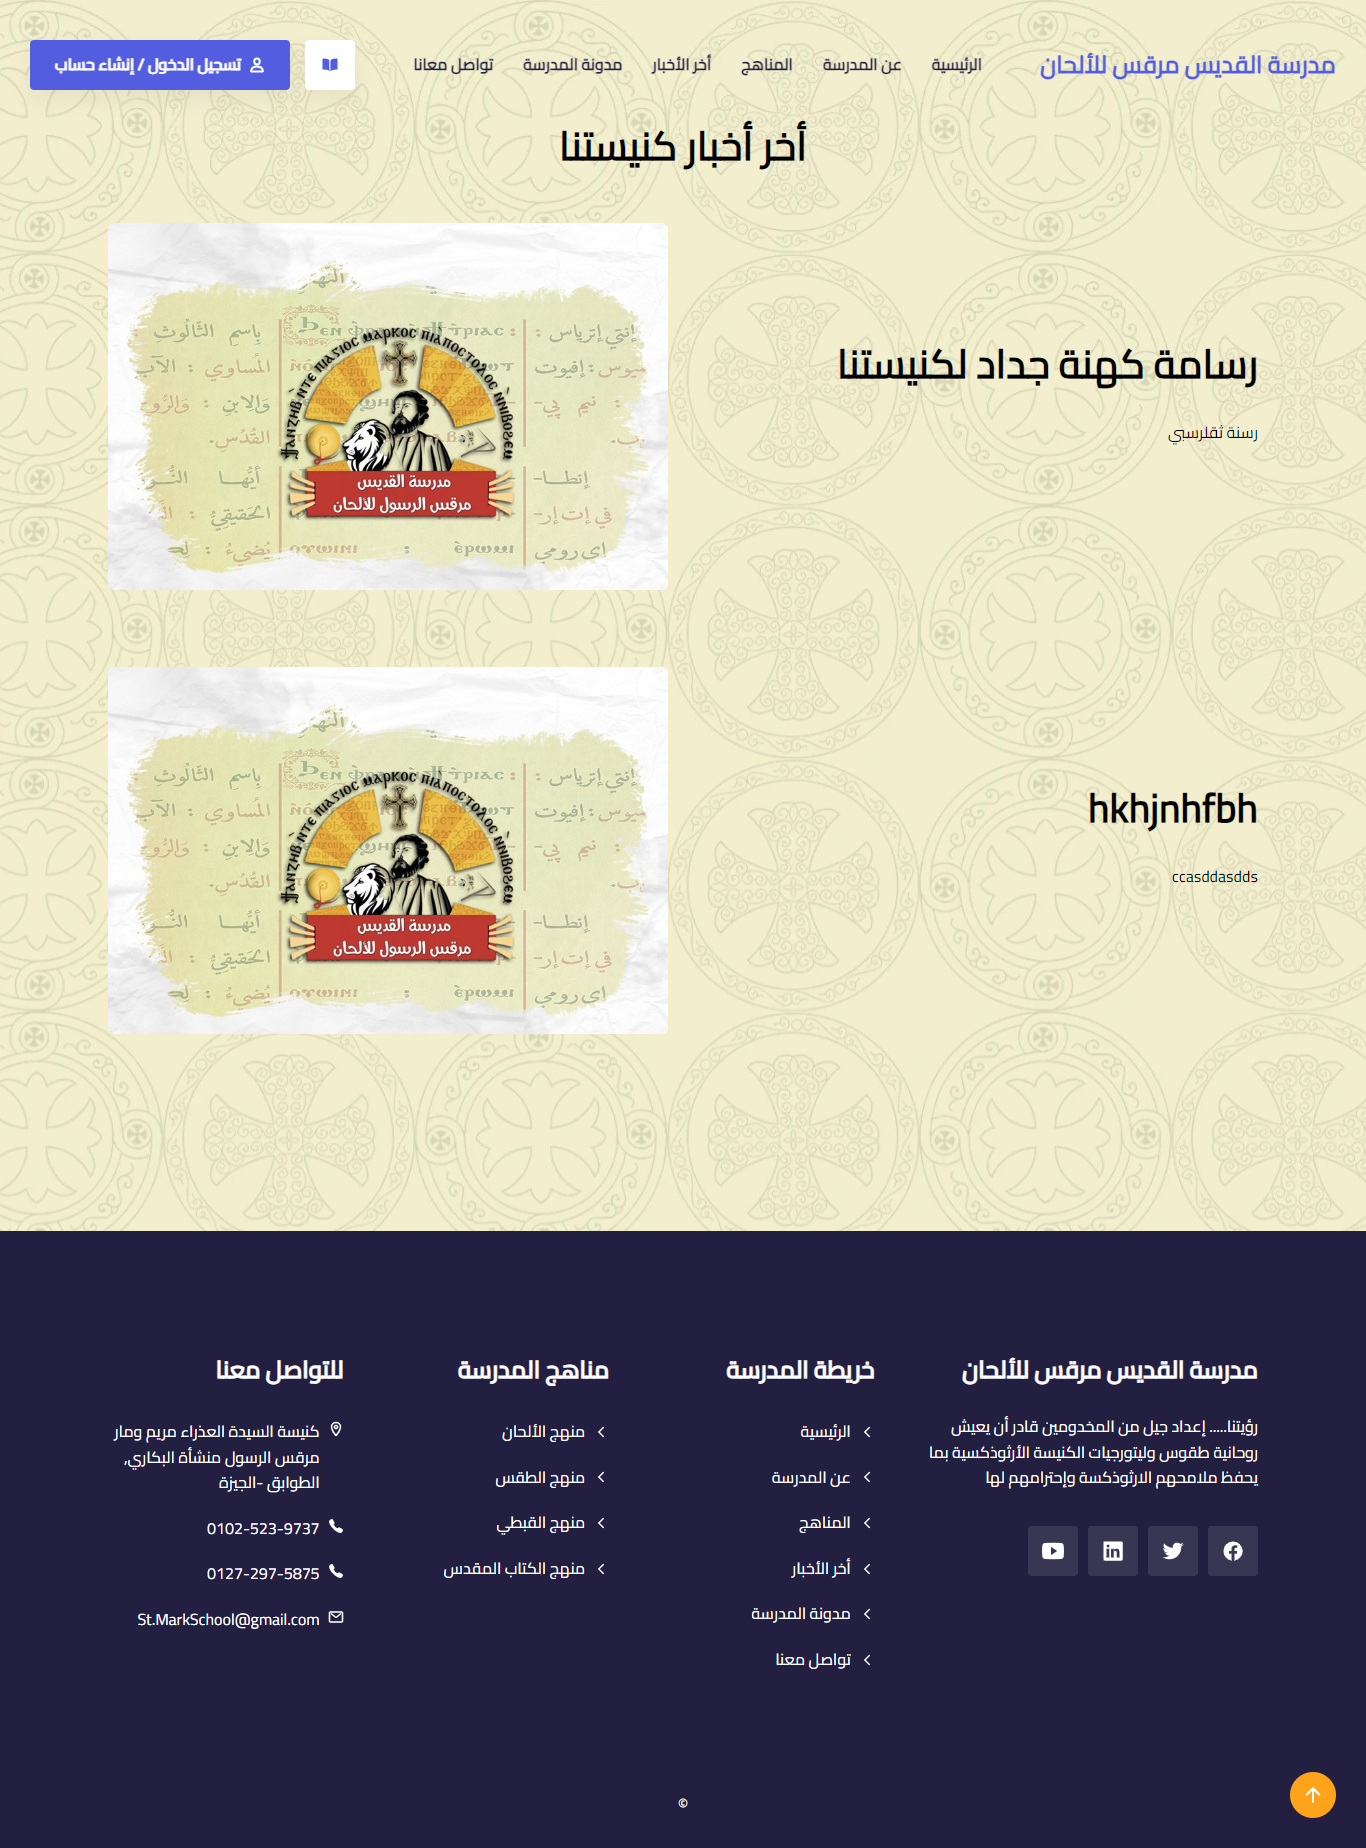 مدرسة القديس مرقس للألحان
الرئيسية
عن المدرسة
المناهج
أخر الأخبار
مدونة المدرسة
تواصل معانا
تسجيل الدخول / إنشاء حساب
أخر أخبار كنيستنا
رسامة كهنة جداد لكنيستنا
رسنة ثقلرسبي
مدرسة القديس
مرقس الرسول للألحان
hkhjnhfbh
ccasddasdds
مدرسة القديس
مرقس الرسول للألحان
مدرسة القديس مرقس للألحان
رؤيتنا..... إعداد جيل من المخدومين قادر أن يعيش
روحانية طقوس وليتورجيات الكنيسة الأرثوذكسية بما
يحفظ ملامحهم الارثوذكسة وإحترامهم لها
خريطة المدرسة
الرئيسية
عن المدرسة
المناهج
أخر الأخبار
مدونة المدرسة
تواصل معنا
مناهج المدرسة
منهج الألحان
منهج الطقس
منهج القبطي
منهج الكتاب المقدس
للتواصل معنا
كنيسة السيدة العذراء مريم ومار
مرقس الرسول منشأة البكاري,
الطوابق -الجيزة
0102-523-9737
0127-297-5875
St.MarkSchool@gmail.com
©